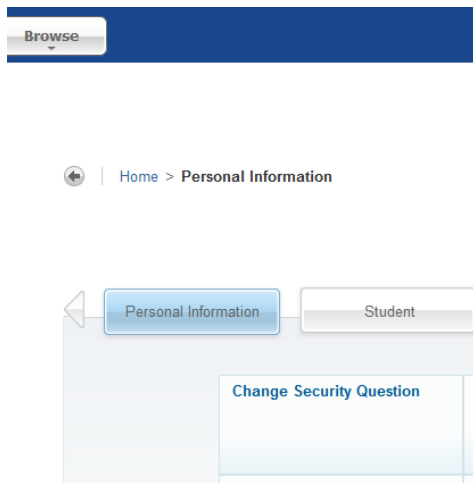 Browse
Home > Personal Information
Personal Information Student
Change Security Question